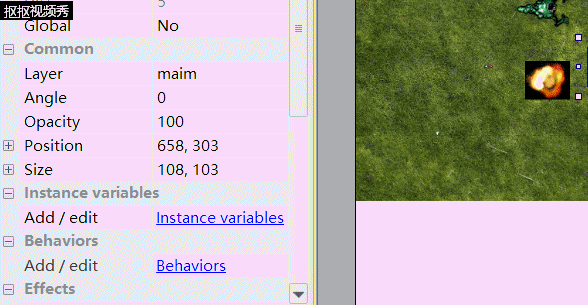 抠抠视频秀
5
Global No
Common
Layer maim
Angle 0
Opacity 100
Position 658, 303
Size 108, 103
Instance variables
Add / edit Instance variables
Behaviors
Add / edit Behaviors
Effects